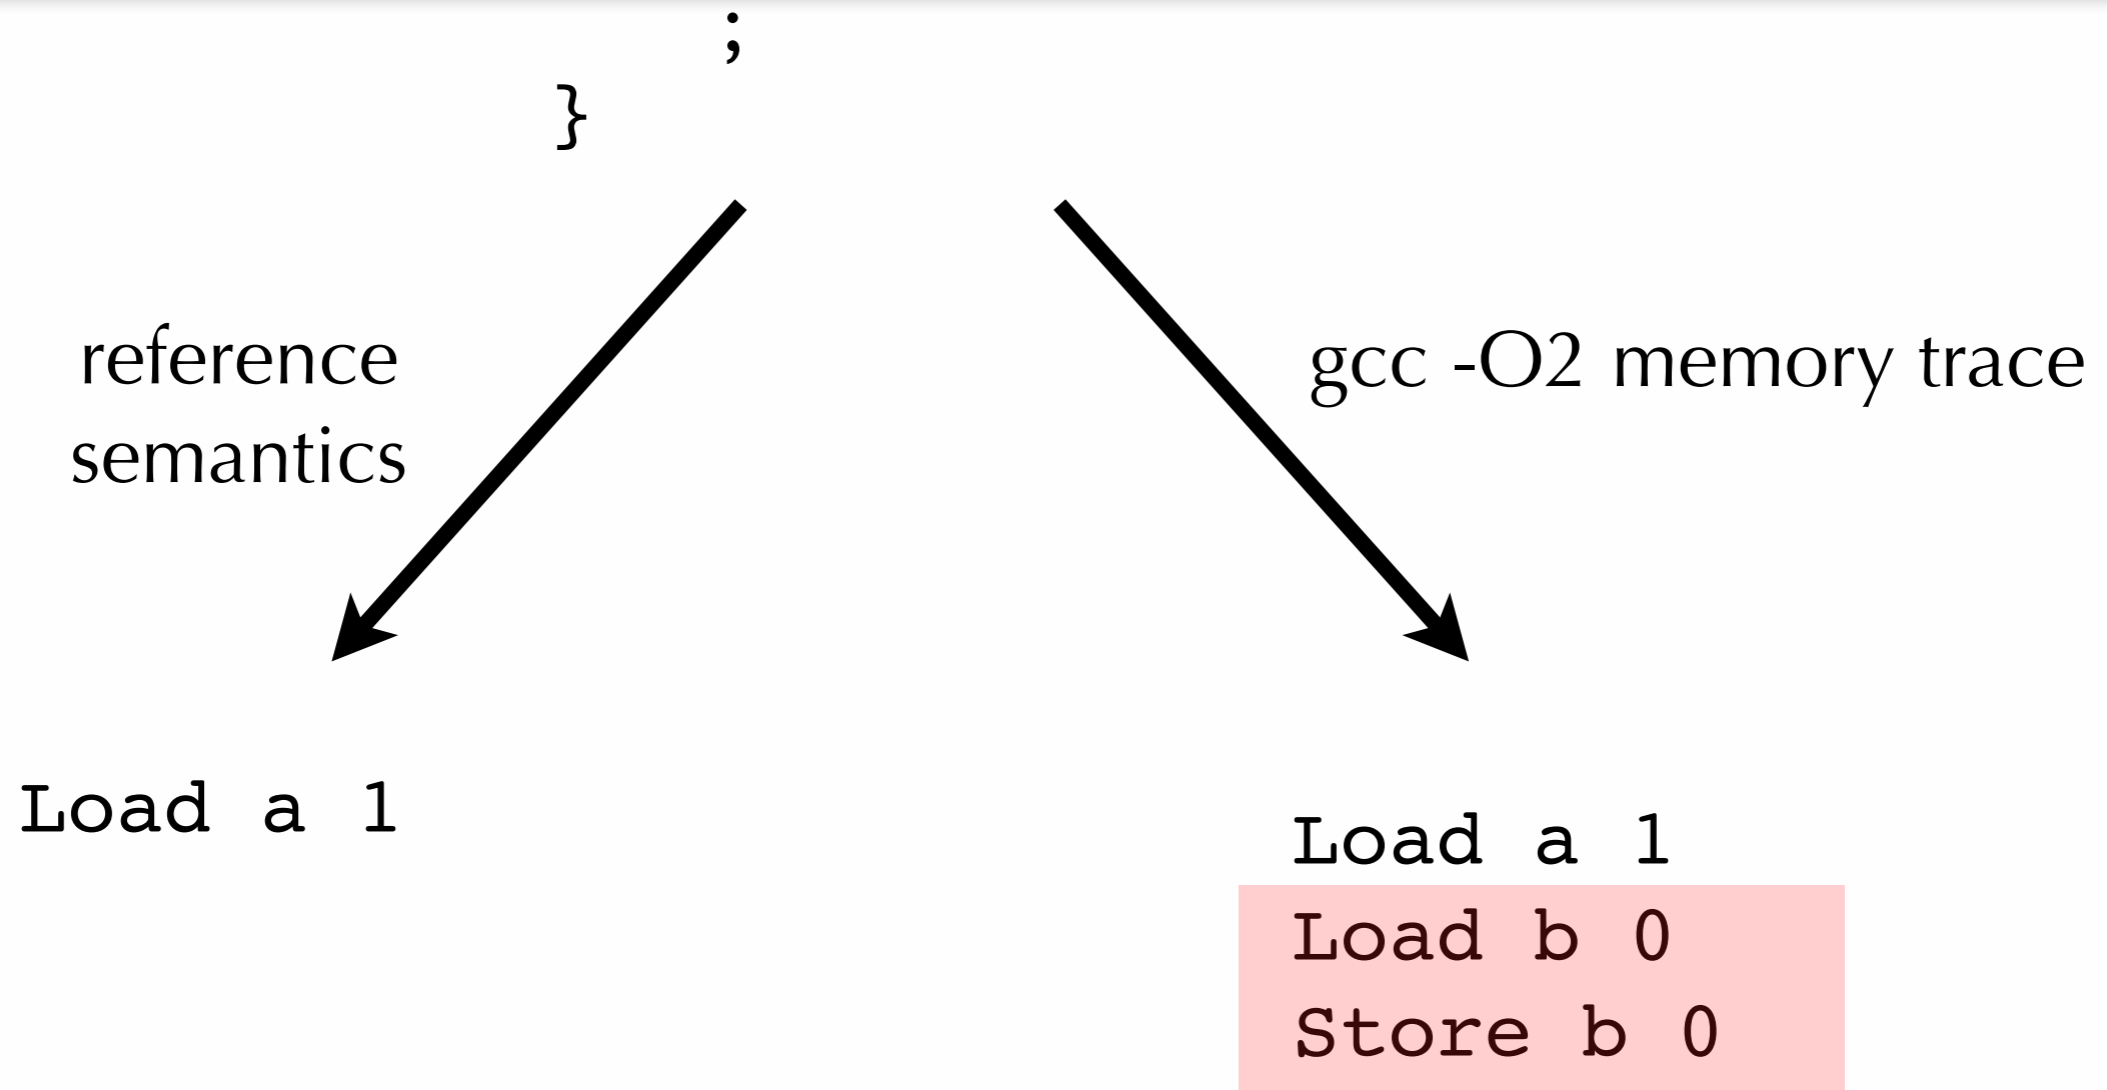 ;
}
reference
semantics
gcc -O2 memory trace
Load a 1
Load a 1
Load b 0
Store b 0